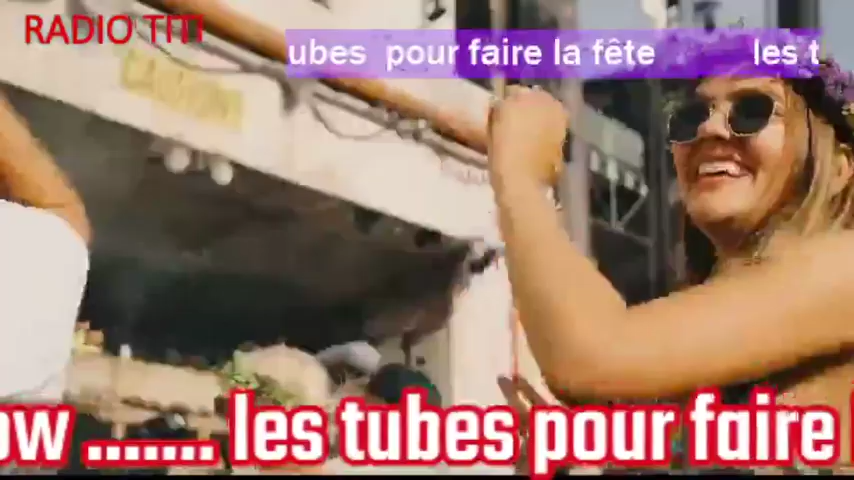 RADIO TITI
ubes pour faire la fête les t
ow ....... les tubes pour faire